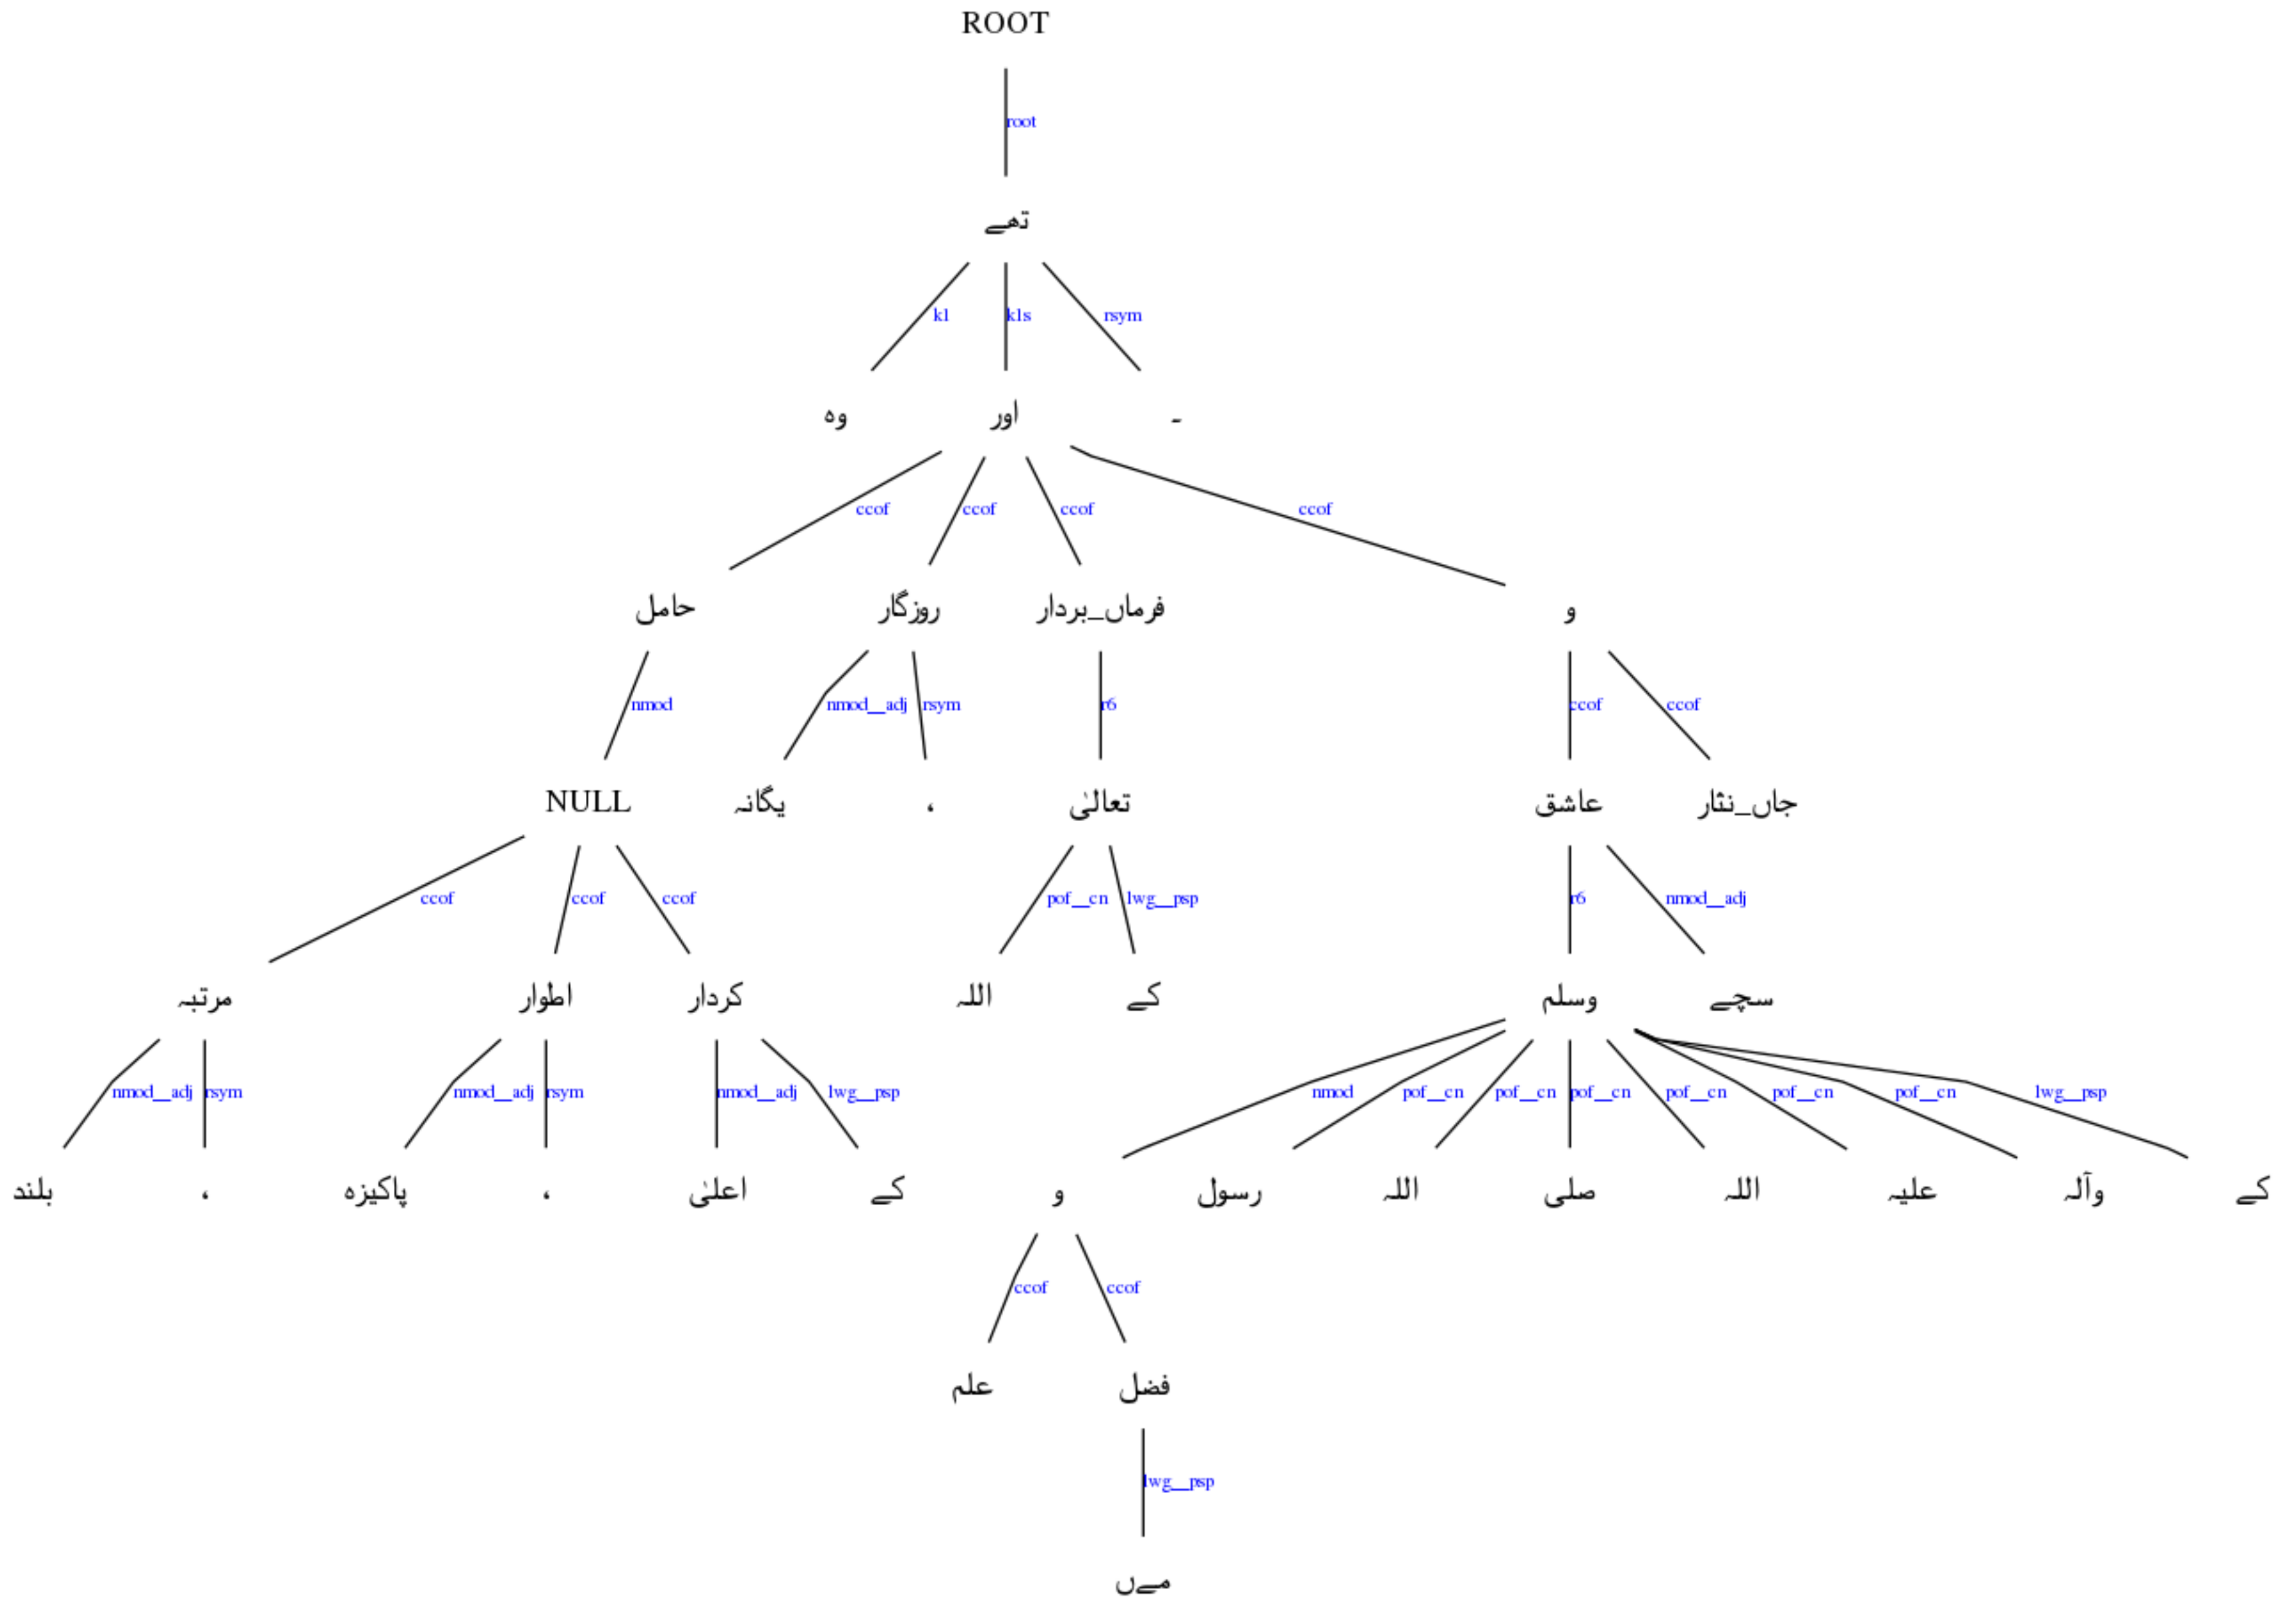 ROOT
root
تھے
k1 k1s rsym
وہ اور ۔
ccof ccof ccof ccof
حامل روزگار فرماں_بردار و
nmod nmod__adj rsym r6 ccof ccof
NULL یگانہ ، تعالیٰ عاشق جاں_نثار
ccof ccof ccof pof__cn lwg__psp r6 nmod__adj
مرتبہ اطوار کردار اللہ کے وسلم سچے
nmod__adj rsym nmod__adj rsym nmod__adj lwg__psp nmod pof__cn pof__cn pof__cn pof__cn pof__cn pof__cn lwg__psp
بلند ، پاکیزہ ، اعلیٰ کے و رسول اللہ صلی اللہ علیہ وآلہ کے
ccof ccof
علم فضل
lwg__psp
مےں